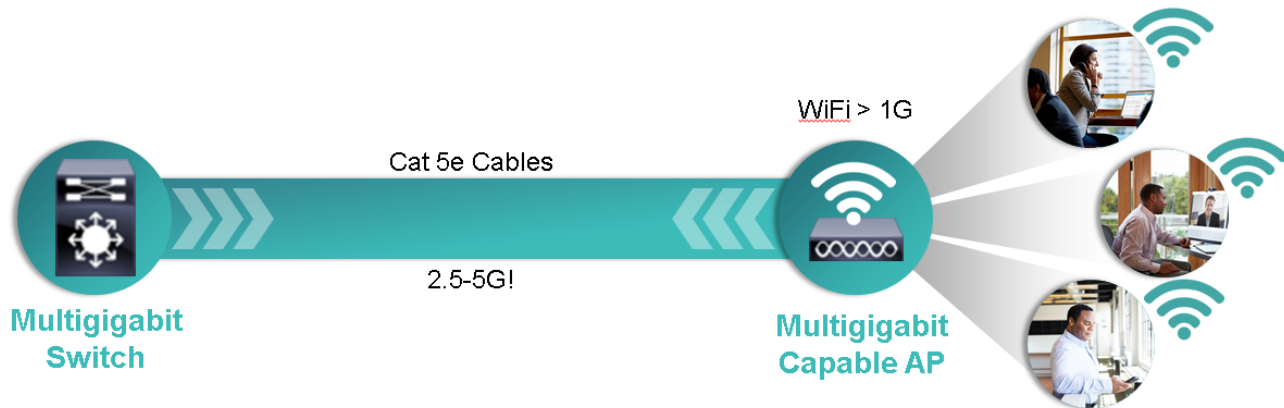 WiFi > 1G
Cat 5e Cables
2.5-5G!
Multigigabit
Switch
Multigigabit
Capable AP